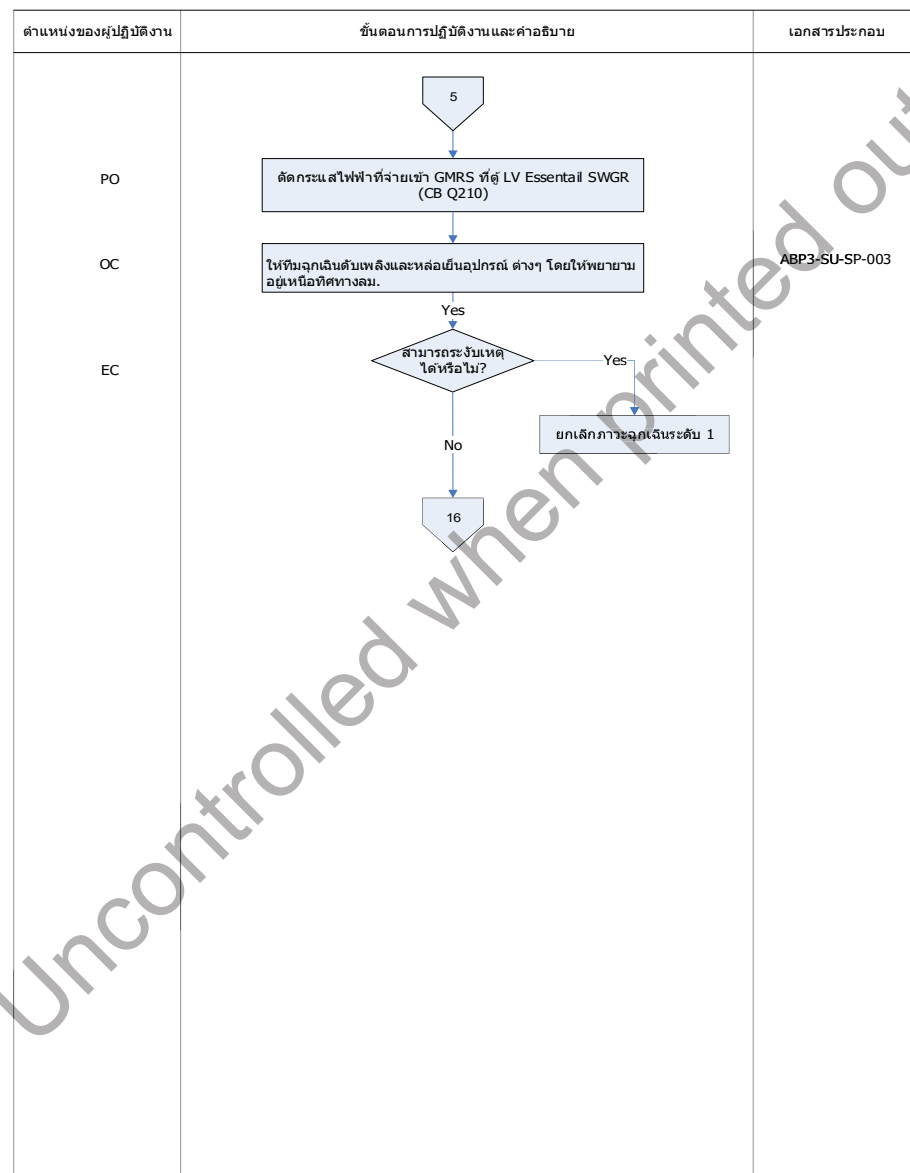 ตำแหน่งของผู้ปฏิบัติงาน
ขั้นตอนการปฏิบัติงานและคำอธิบาย
เอกสารประกอบ
5
PO
ตัดกระแสไฟฟ้าที่จ่ายเข้า GMRS ที่ตู้ LV Essentail SWGR
(CB Q210)
OC
ให้ทีมฉุกเฉินดับเพลิงและหล่อเย็นอุปกรณ์ ต่างๆ โดยให้พยายาม
อยู่เหนือทิศทางลม.
ABP3-SU-SP-003
Yes
EC
สามารถระงับเหตุ
ได้หรือไม่?
Yes
ยกเลิกภาวะฉุกเฉินระดับ 1
No
16
Uncontrolled when printed out